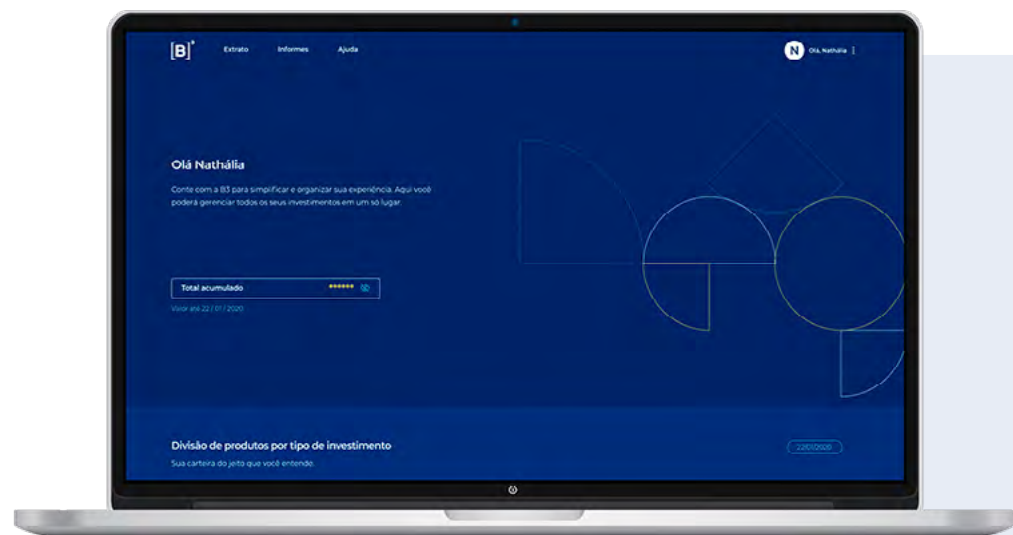 [B]³
Extrato Informes Ajuda
N Olá, Nathália
Olá Nathália
Conte com a B3 para simplificar e organizar sua experiência. Aqui você
poderá gerenciar todos os seus investimentos em um só lugar.
Total acumulado ******
Valor até 22 / 01 / 2020
Divisão de produtos por tipo de investimento
22/01/2020
Sua carteira do jeito que você entende.